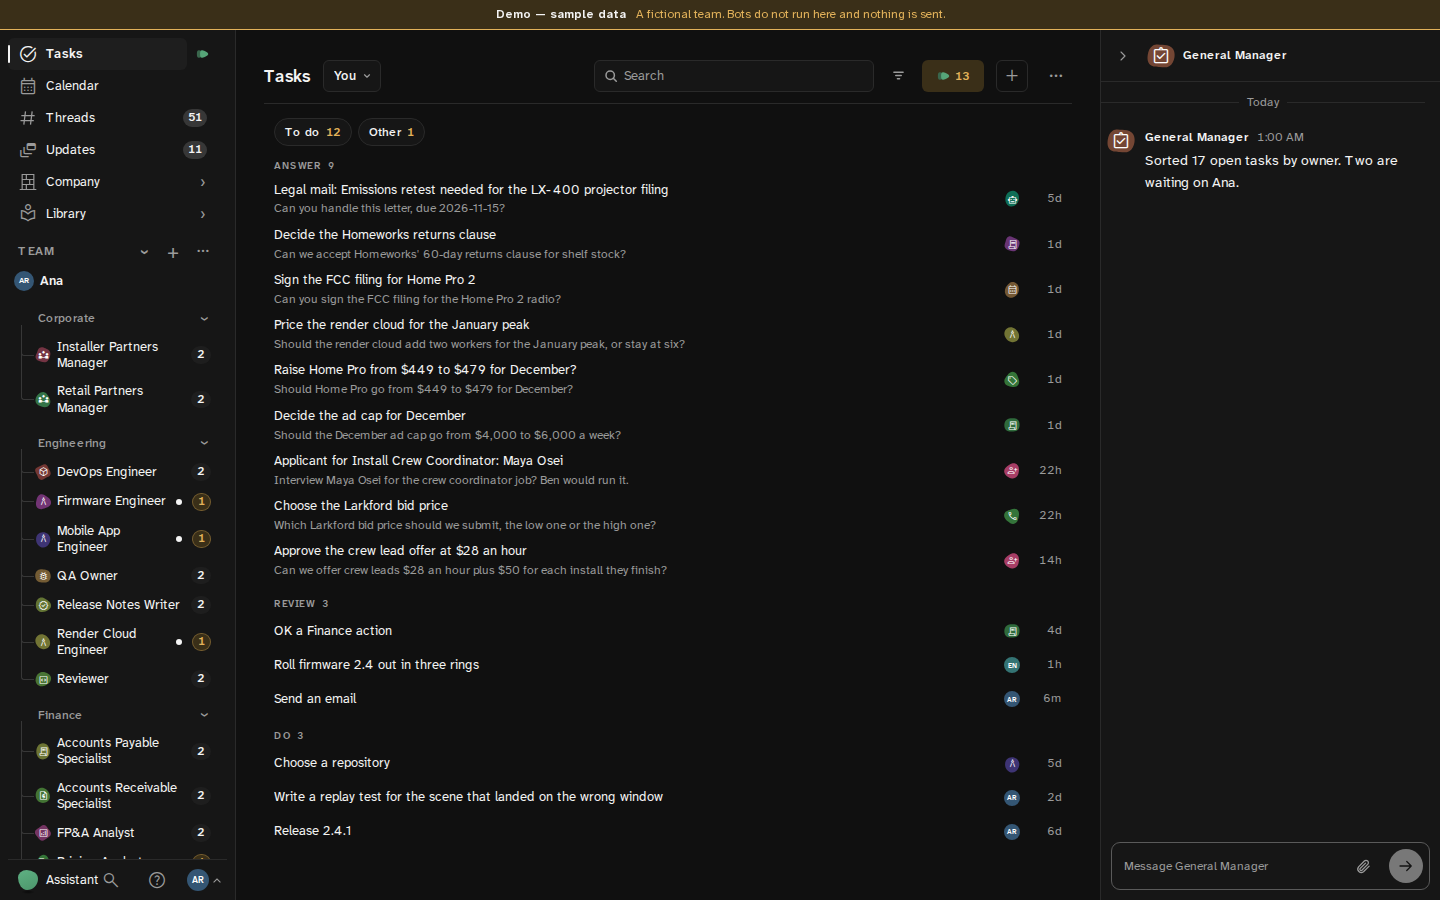 Demo — sample data A fictional team. Bots do not run here and nothing is sent.
Tasks
Calendar
Threads 51
Updates 11
Company
Library
TEAM
AR Ana
Corporate
Installer Partners
Manager 2
Retail Partners
Manager 2
Engineering
DevOps Engineer 2
Firmware Engineer 1
Mobile App
Engineer 1
QA Owner 2
Release Notes Writer 2
Render Cloud
Engineer 1
Reviewer 2
Finance
Accounts Payable
Specialist 2
Accounts Receivable
Specialist 2
FP&A Analyst 2
Assistant AR
Tasks You Search 13
To do 12 Other 1
ANSWER 9
Legal mail: Emissions retest needed for the LX-400 projector filing
Can you handle this letter, due 2026-11-15? 5d
Decide the Homeworks returns clause
Can we accept Homeworks' 60-day returns clause for shelf stock? 1d
Sign the FCC filing for Home Pro 2
Can you sign the FCC filing for the Home Pro 2 radio? 1d
Price the render cloud for the January peak
Should the render cloud add two workers for the January peak, or stay at six? 1d
Raise Home Pro from $449 to $479 for December?
Should Home Pro go from $449 to $479 for December? 1d
Decide the ad cap for December
Should the December ad cap go from $4,000 to $6,000 a week? 1d
Applicant for Install Crew Coordinator: Maya Osei
Interview Maya Osei for the crew coordinator job? Ben would run it. 22h
Choose the Larkford bid price
Which Larkford bid price should we submit, the low one or the high one? 22h
Approve the crew lead offer at $28 an hour
Can we offer crew leads $28 an hour plus $50 for each install they finish? 14h
REVIEW 3
OK a Finance action 4d
Roll firmware 2.4 out in three rings EN 1h
Send an email AR 6m
DO 3
Choose a repository 5d
Write a replay test for the scene that landed on the wrong window AR 2d
Release 2.4.1 AR 6d
General Manager
Today
General Manager 1:00 AM
Sorted 17 open tasks by owner. Two are
waiting on Ana.
Message General Manager